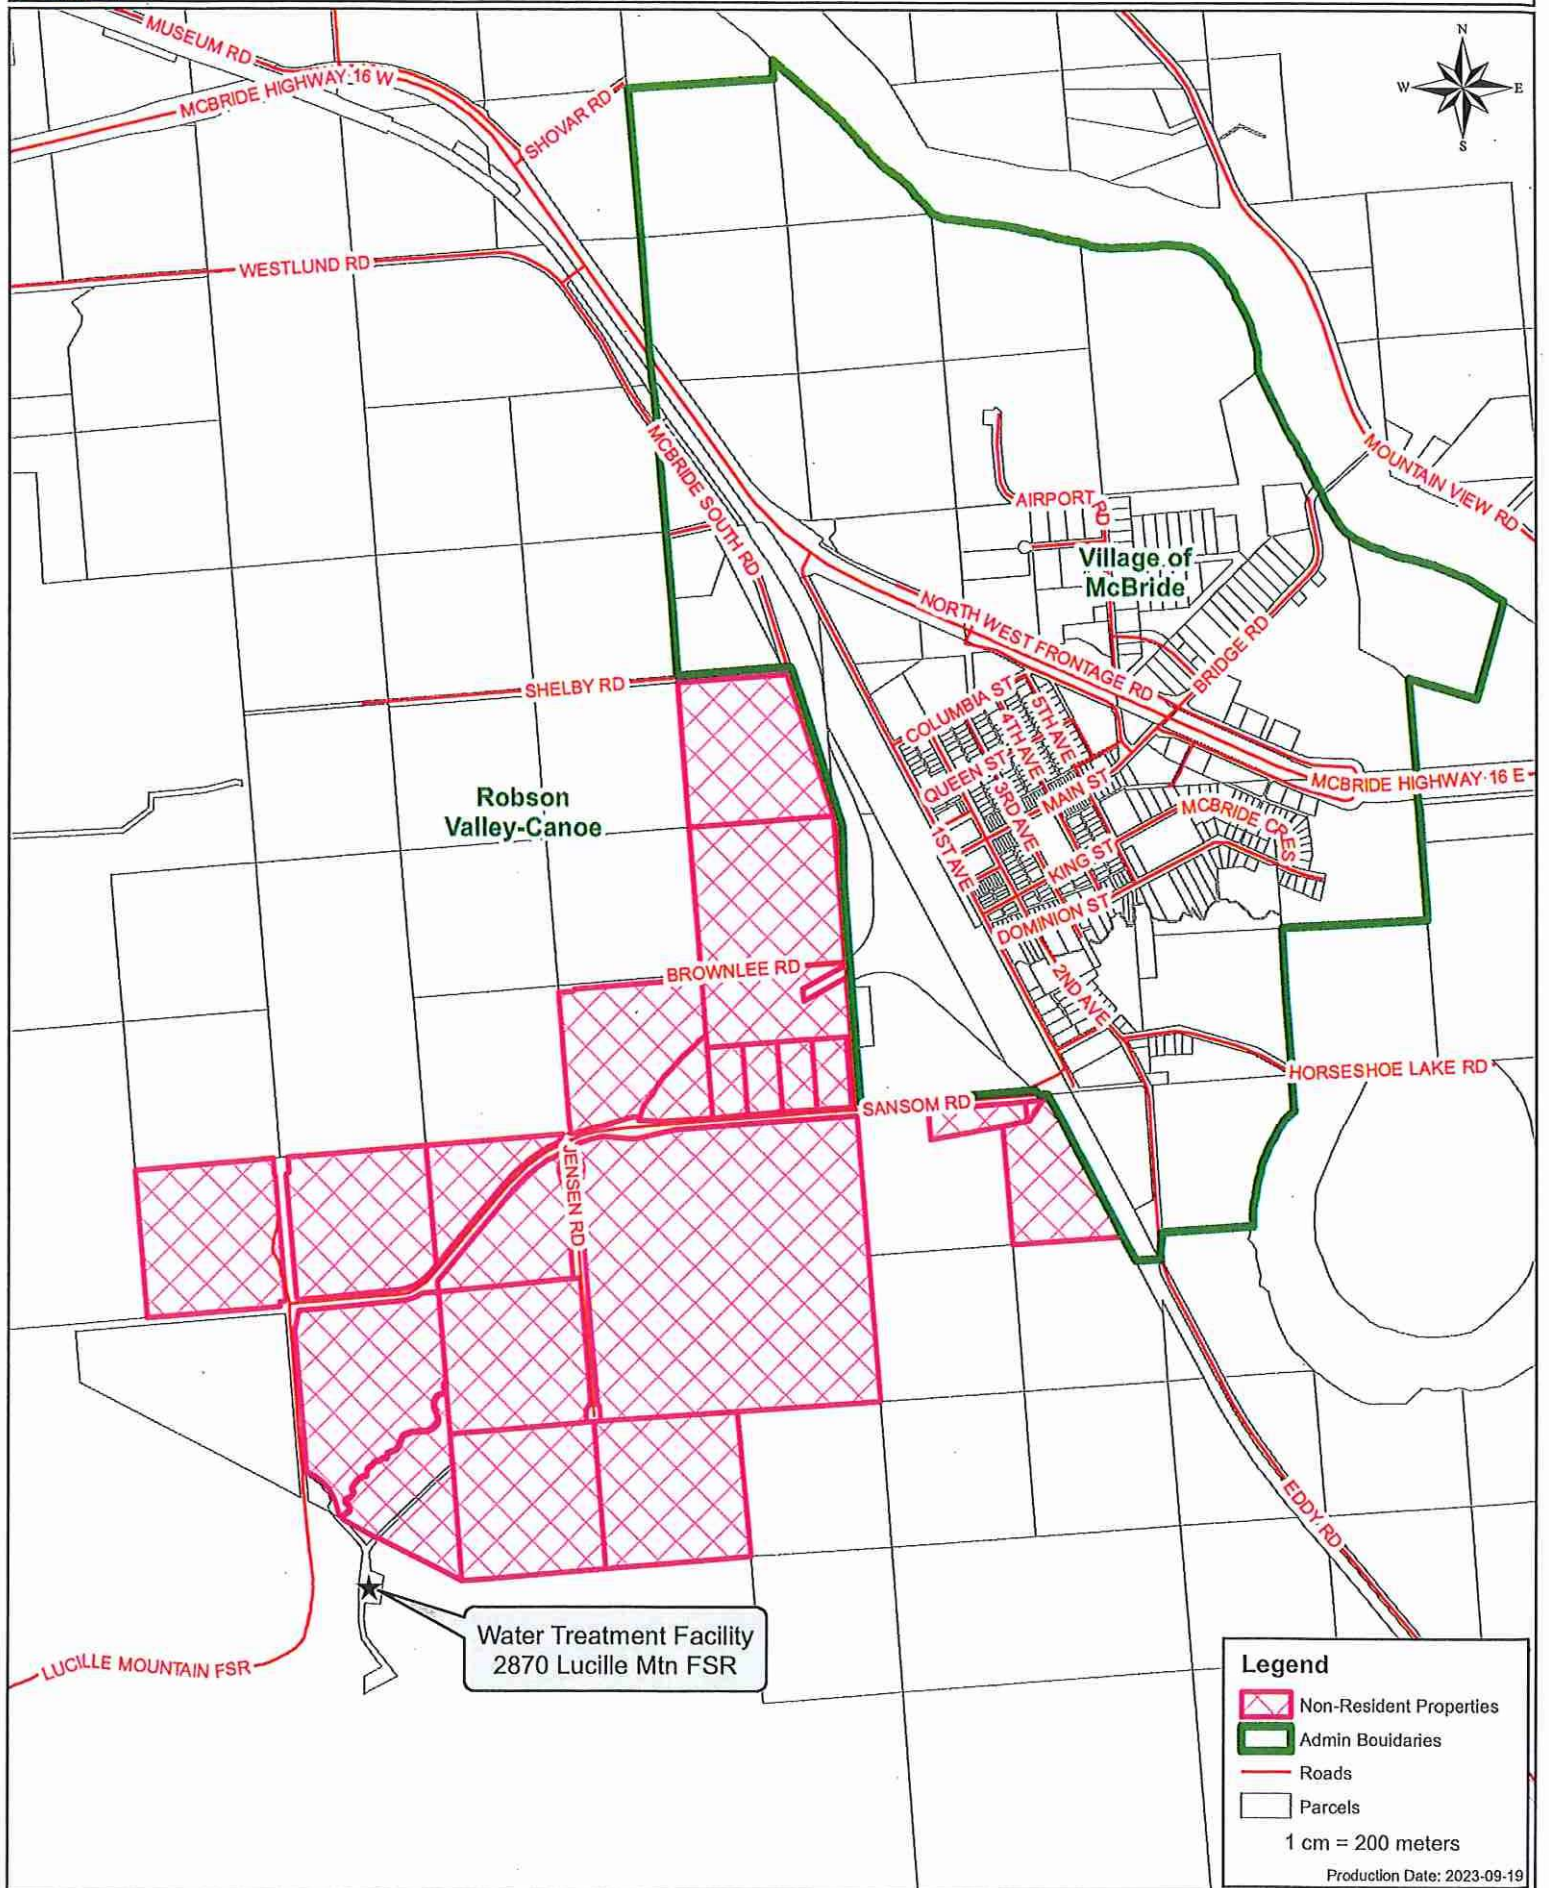 N
W E
S
MUSEUM RD
MCBRIDE HIGHWAY 16 W
SHOVAR RD
WESTLUND RD
MOUNTAIN VIEW RD
MCBRIDE SOUTH RD
AIRPORT RD
Village of
McBride
NORTH WEST FRONTAGE RD
BRIDGE RD
SHELBY RD
COLUMBIA ST
5TH AVE
4TH AVE
QUEEN ST
MAIN ST
3RD AVE
MCBRIDE HIGHWAY 16 E
MCBRIDE CRES
Robson
Valley-Canoe
1ST AVE
KING ST
DOMINION ST
BROWNLEE RD
2ND AVE
HORSESHOE LAKE RD
SANSOM RD
JENSEN RD
EDDY RD
Water Treatment Facility
2870 Lucille Mtn FSR
LUCILLE MOUNTAIN FSR
Legend
Non-Resident Properties
Admin Bouidaries
Roads
Parcels
1 cm = 200 meters
Production Date: 2023-09-19